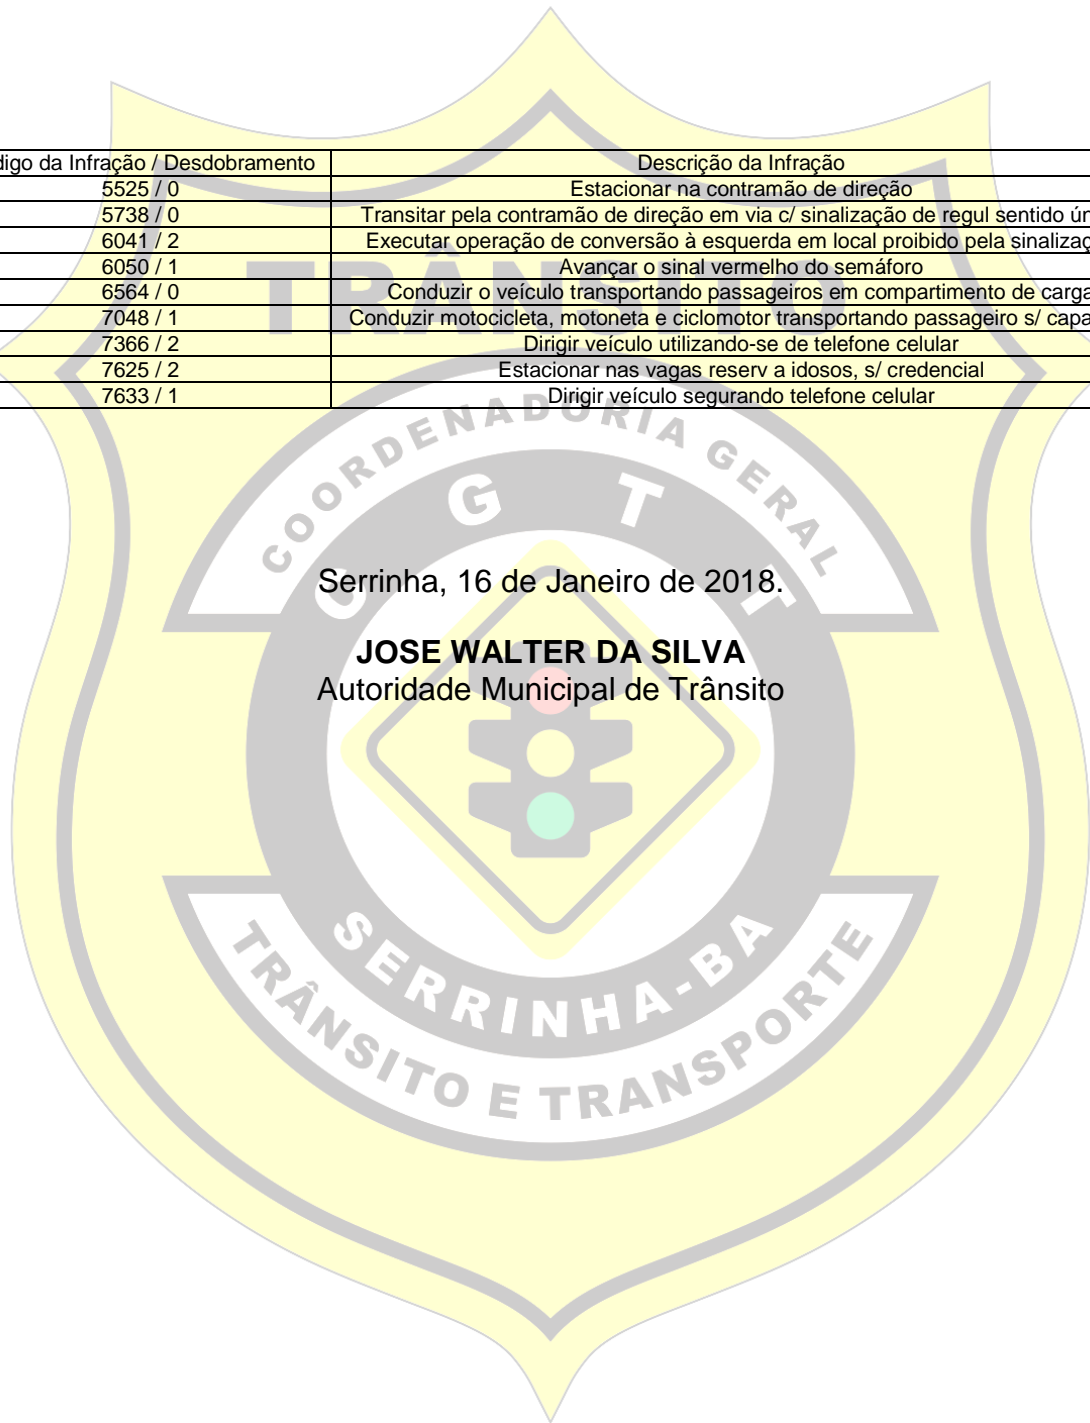 digo da Infração / Desdobramento Descrição da Infração
5525 / 0 Estacionar na contramão de direção
5738 / 0 Transitar pela contramão de direção em via c/ sinalização de regul sentido ún
6041 / 2 Executar operação de conversão à esquerda em local proibido pela sinalizaç
6050 / 1 Avançar o sinal vermelho do semáforo
6564 / 0 Conduzir o veículo transportando passageiros em compartimento de carga
7048 / 1 Conduzir motocicleta, motoneta e ciclomotor transportando passageiro s/ capa
7366 / 2 Dirigir veículo utilizando-se de telefone celular
7625 / 2 Estacionar nas vagas reserv a idosos, s/ credencial
7633 / 1 Dirigir veículo segurando telefone celular
TRÂNSITO
COORDENADORIA GERAL
C G T T
Serrinha, 16 de Janeiro de 2018.
JOSE WALTER DA SILVA
Autoridade Municipal de Trânsito
SERRINHA-BA
TRÂNSITO E TRANSPORTE